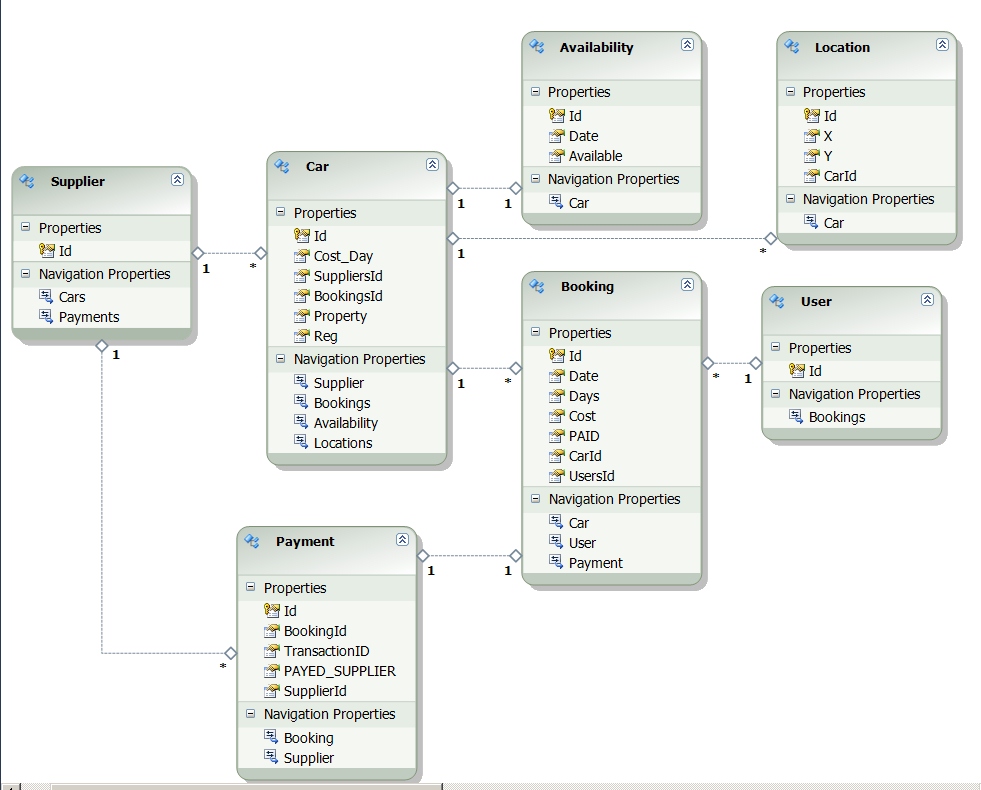 Supplier
Properties
Id
Navigation Properties
Cars
Payments
1
*
1
*
Car
Properties
Id
Cost_Day
SuppliersId
BookingsId
Property
Reg
Navigation Properties
Supplier
Bookings
Availability
Locations
1
1
1
*
1
*
Availability
Properties
Id
Date
Available
Navigation Properties
Car
Location
Properties
Id
X
Y
CarId
Navigation Properties
Car
Booking
Properties
Id
Date
Days
Cost
PAID
CarId
UsersId
Navigation Properties
Car
User
Payment
*
1
User
Properties
Id
Navigation Properties
Bookings
Payment
Properties
Id
BookingId
TransactionID
PAYED_SUPPLIER
SupplierId
Navigation Properties
Booking
Supplier
1
1